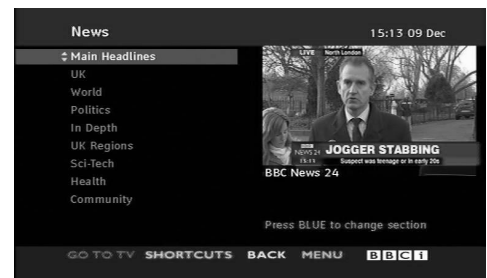 News
15:13 09 Dec
Main Headlines
UK
World
Politics
In Depth
UK Regions
Sci-Tech
Health
Community
LIVE North London
BBC
NEWS 24
15:13
JOGGER STABBING
Suspect was teenage or in early 20s
BBC News 24
Press BLUE to change section
GO TO TV SHORTCUTS BACK MENU BBCi